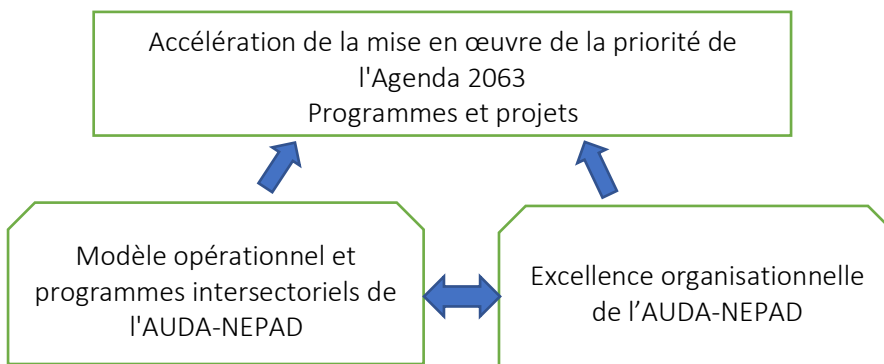 Accélération de la mise en œuvre de la priorité de
l'Agenda 2063
Programmes et projets
Modèle opérationnel et
programmes intersectoriels de
l'AUDA-NEPAD
Excellence organisationnelle
de l’AUDA-NEPAD